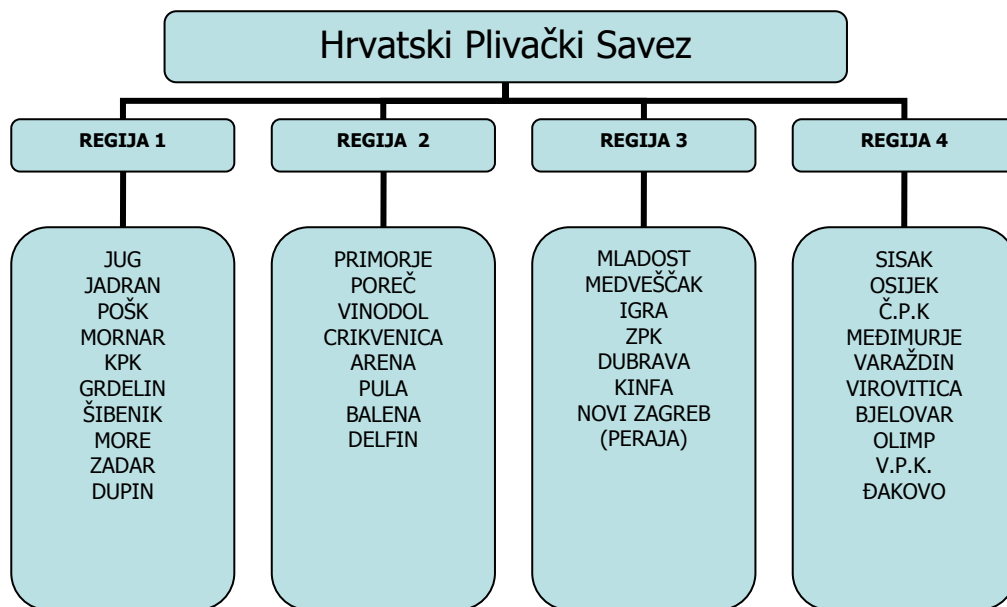 Hrvatski Plivački Savez
REGIJA 1
JUG
JADRAN
POŠK
MORNAR
KPK
GRDELIN
ŠIBENIK
MORE
ZADAR
DUPIN
REGIJA 2
PRIMORJE
POREČ
VINODOL
CRIKVENICA
ARENA
PULA
BALENA
DELFIN
REGIJA 3
MLADOST
MEDVEŠČAK
IGRA
ZPK
DUBRAVA
KINFA
NOVI ZAGREB
(PERAJA)
REGIJA 4
SISAK
OSIJEK
Č.P.K
MEĐIMURJE
VARAŽDIN
VIROVITICA
BJELOVAR
OLIMP
V.P.K.
ĐAKOVO